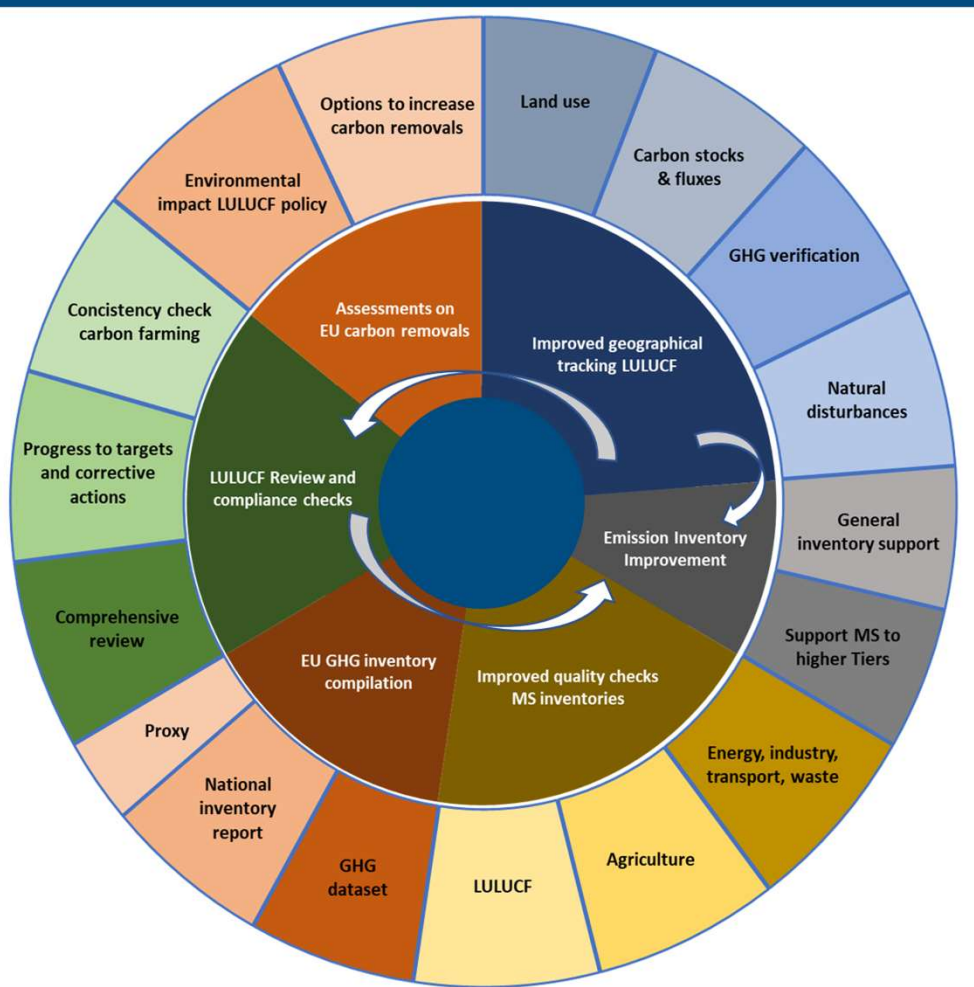 Options to increase
carbon removals
Land use
Carbon stocks
& fluxes
GHG verification
Natural
disturbances
General
inventory support
Support MS to
higher Tiers
Energy, industry,
transport, waste
Agriculture
LULUCF
GHG
dataset
National
inventory
report
Proxy
Comprehensive
review
Progress to targets
and corrective
actions
Concistency check
carbon farming
Environmental
impact LULUCF policy
Assessments on
EU carbon removals
Improved geographical
tracking LULUCF
Emission Inventory
Improvement
Improved quality checks
MS inventories
EU GHG inventory
compilation
LULUCF Review and
compliance checks